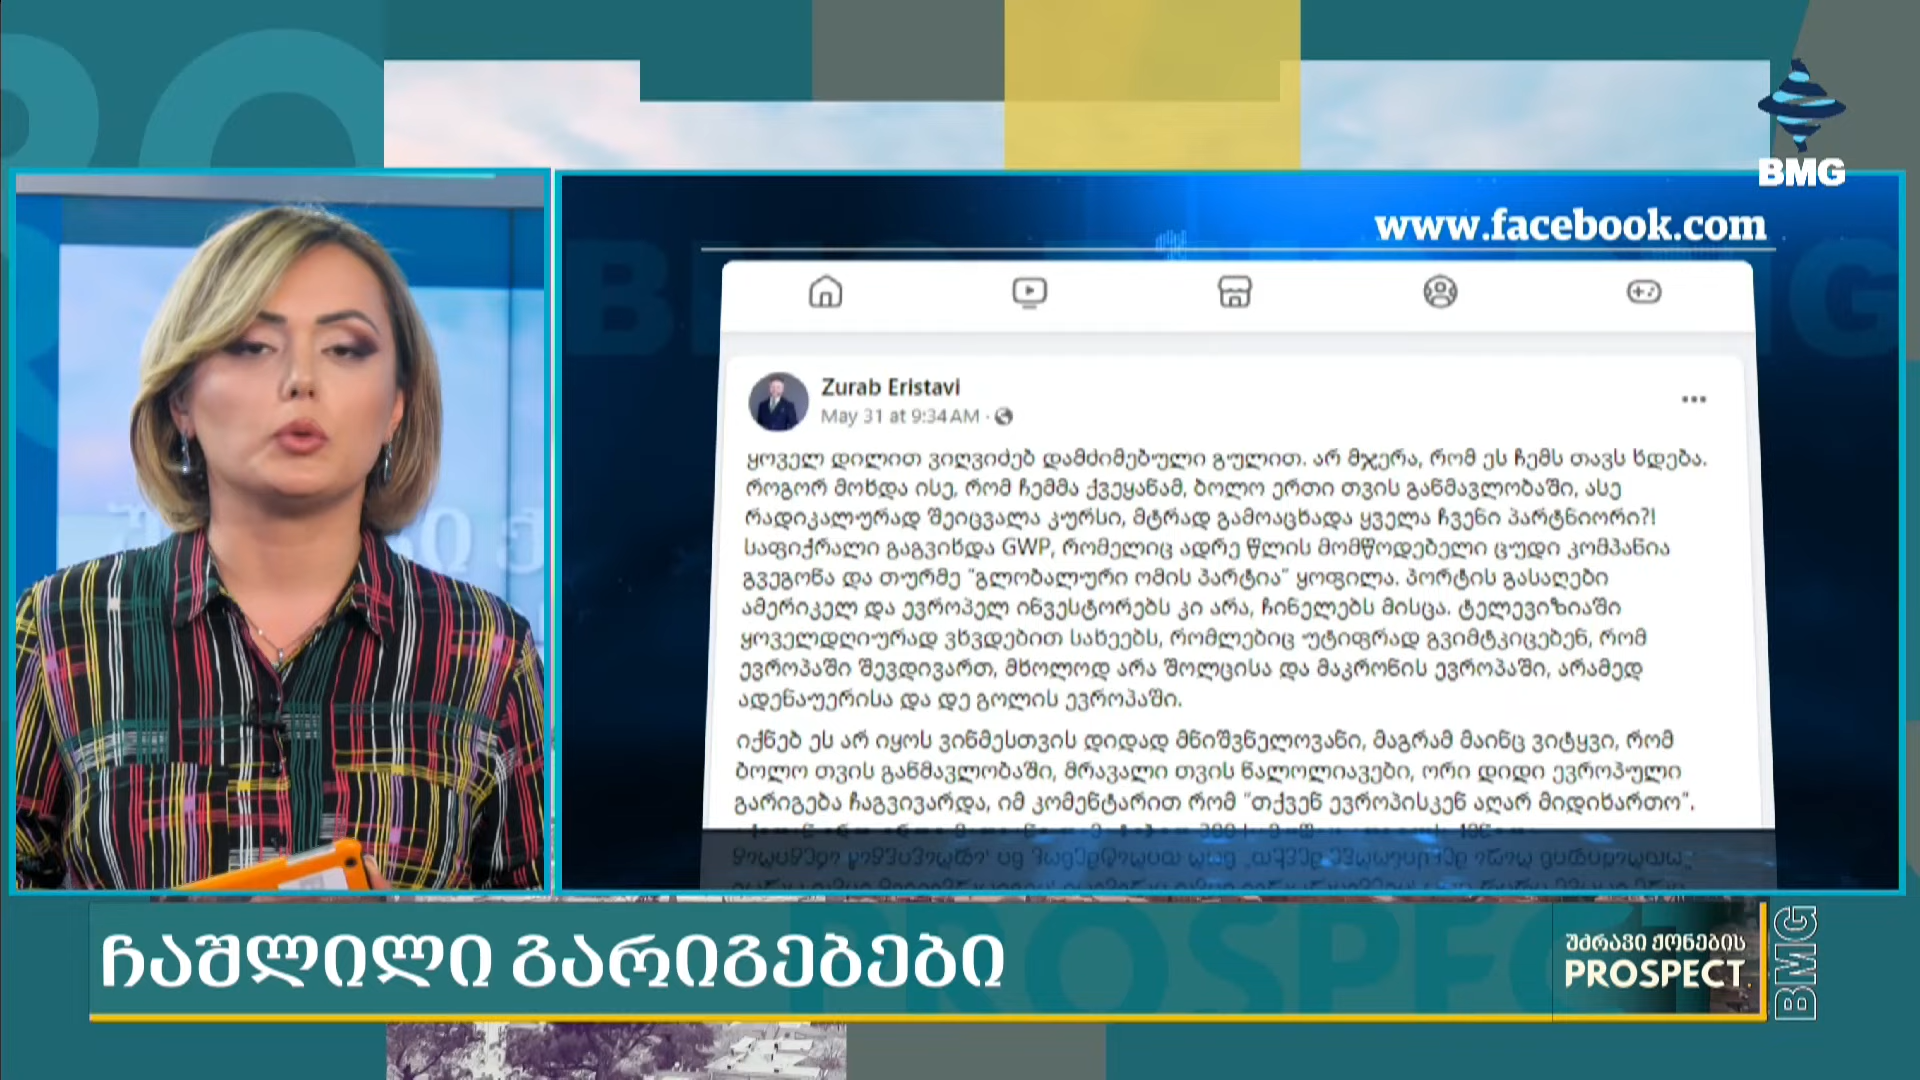 BMG
www.facebook.com
Zurab Eristavi
May 31 at 9:34 AM ·
ყოველ დილით ვიღვიძებ დამძიმებული გულით. არ მჯერა, რომ ეს ჩემს თავს ხდება.
როგორ მოხდა ისე, რომ ჩემმა ქვეყანამ, ბოლო ერთი თვის განმავლობაში, ასე
რადიკალურად შეიცვალა კურსი, მტრად გამოაცხადა ყველა ჩვენი პარტნიორი?!
საფიქრალი გაგვიხდა GWP, რომელიც ადრე წლის მომწოდებელი ცუდი კომპანია
გვეგონა და თურმე “გლობალური ომის პარტია” ყოფილა. პორტის გასაღები
ამერიკელ და ევროპელ ინვესტორებს კი არა, ჩინელებს მისცა. ტელევიზიაში
ყოველდღიურად ვხვდებით სახეებს, რომლებიც უტიფრად გვიმტკიცებენ, რომ
ევროპაში შევდივართ, მხოლოდ არა შოლცისა და მაკრონის ევროპაში, არამედ
ადენაუერისა და დე გოლის ევროპაში.
იქნებ ეს არ იყოს ვინმესთვის დიდად მნიშვნელოვანი, მაგრამ მაინც ვიტყვი, რომ
ბოლო თვის განმავლობაში, მრავალი თვის ნალოლიავები, ორი დიდი ევროპული
გარიგება ჩაგვივარდა, იმ კომენტარით რომ “თქვენ ევროპისკენ აღარ მიდიხართო”.
ჩაშლილი გარიგებები
უძრავი ქონების
PROSPECT.
BMG